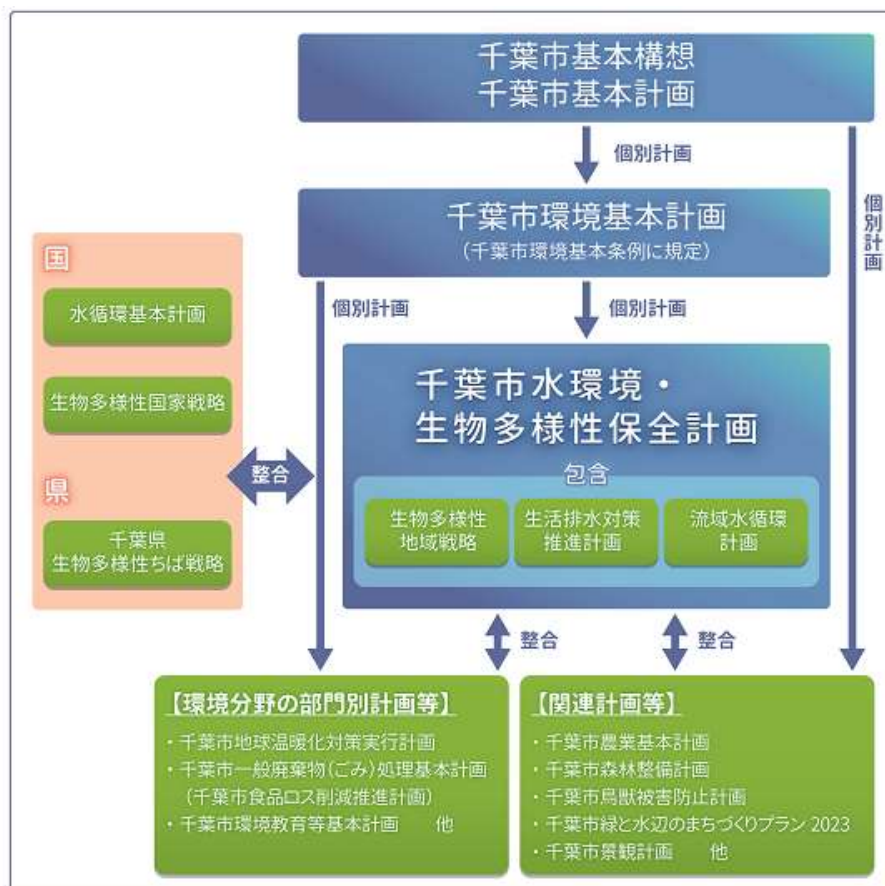 千葉市基本構想
千葉市基本計画
個別計画
個別計画
千葉市環境基本計画
（千葉市環境基本条例に規定）
個別計画
個別計画
国
水循環基本計画
生物多様性国家戦略
県
千葉県
生物多様性ちば戦略
整合
千葉市水環境・
生物多様性保全計画
包含
生物多様性
地域戦略
生活排水対策
推進計画
流域水循環
計画
整合
整合
【環境分野の部門別計画等】
・千葉市地球温暖化対策実行計画
・千葉市一般廃棄物（ごみ）処理基本計画
（千葉市食品ロス削減推進計画）
・千葉市環境教育等基本計画　他
【関連計画等】
・千葉市農業基本計画
・千葉市森林整備計画
・千葉市鳥獣被害防止計画
・千葉市緑と水辺のまちづくりプラン 2023
・千葉市景観計画　他